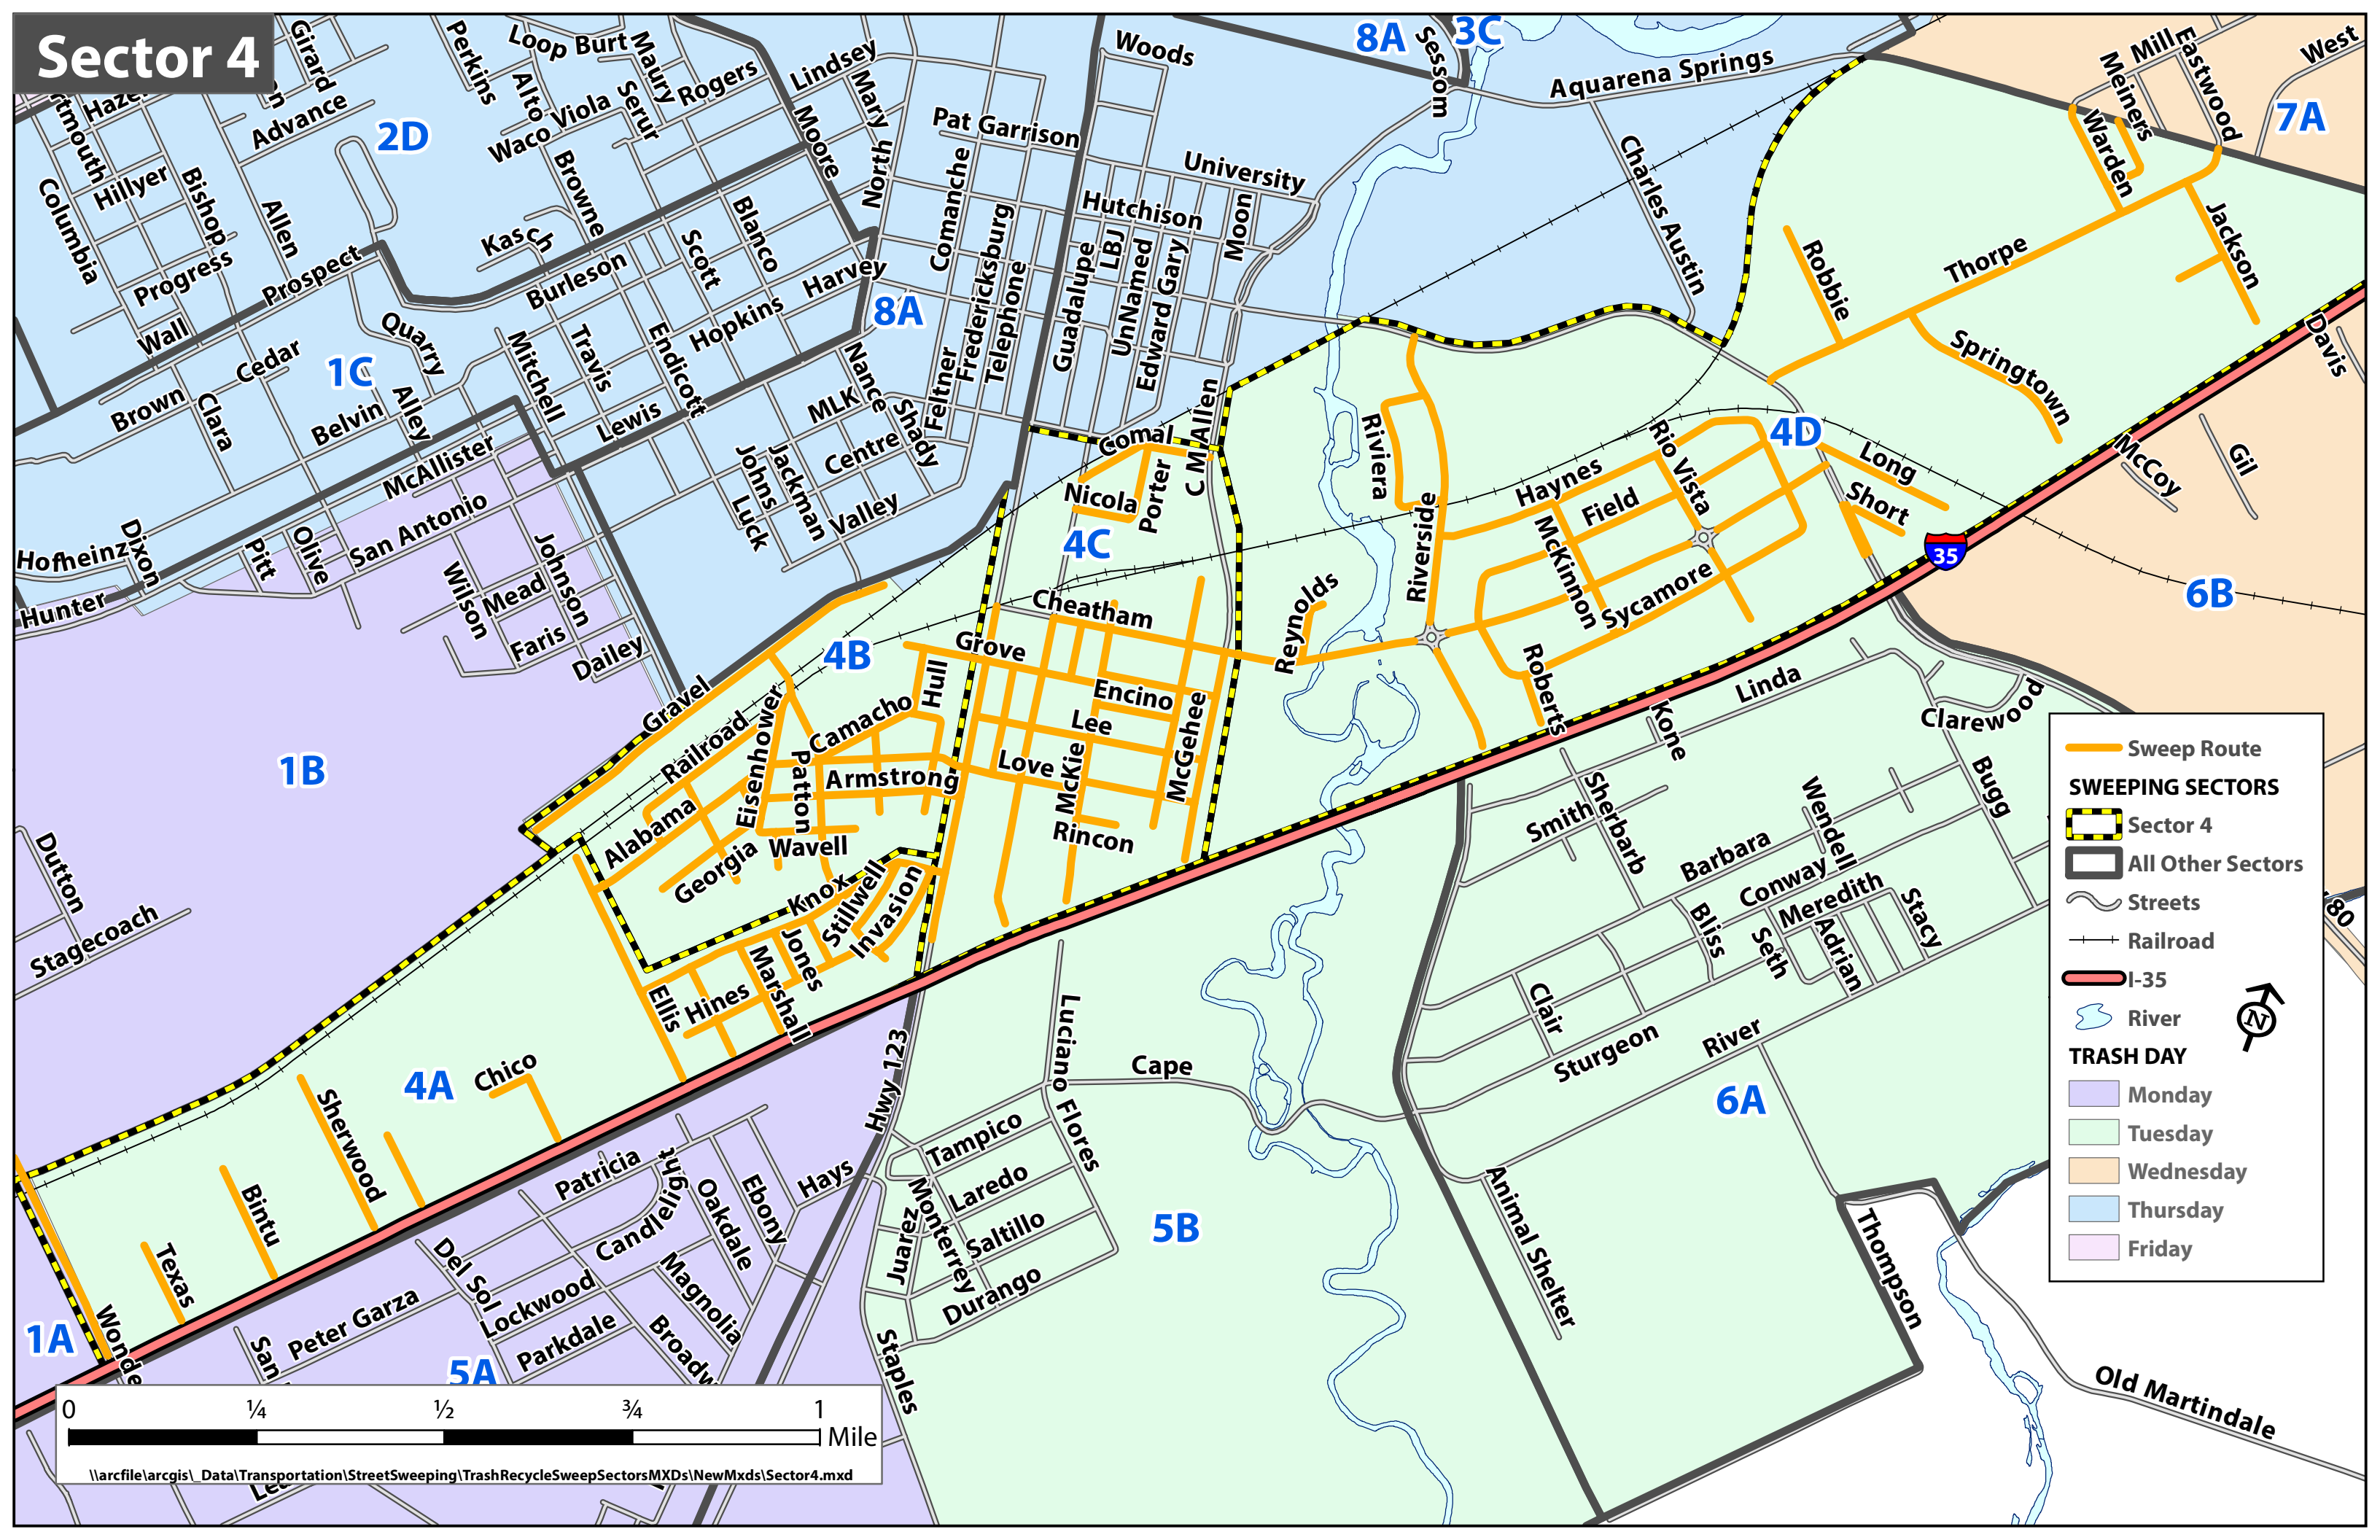 Sector 4
Girard
Perkins
Loop
Burt
Maury
Alto
Rogers
Lindsey
Woods
8A
Sessom
3C
Aquarena Springs
Meiners
Mill
Eastwood
West
7A
Advance
2D
Waco
Viola
Serur
Mary
Moore
Pat Garrison
University
Charles Austin
Warden
Hillyer
Bishop
Columbia
Allen
Browne
North
Comanche
Hutchison
Moon
Jackson
Kasch
Scott
Blanco
Fredericksburg
LBJ
UnNamed
Edward Gary
Guadalupe
Telephone
Robbie
Thorpe
Progress
Prospect
Burleson
Harvey
Hopkins
8A
Springtown
Davis
Wall
Quarry
Cedar
1C
Brown
Clara
Belvin
Alley
Mitchell
Travis
Endicott
Nance
MLK
Feltner
Shady
Lewis
McAllister
C M Allen
Comal
Riviera
Rio Vista
4D
Long
McCoy
Gil
Johns
Jackman
Centre
Luck
Valley
Nicola
Porter
4C
Haynes
Field
Short
San Antonio
Hofheinz
Dixon
Pitt
Olive
Hunter
Wilson
Mead
Johnson
Faris
Dailey
Riverside
McKinnon
Sycamore
35
6B
Cheatham
Reynolds
Grove
4B
Hull
Encino
Lee
McGehee
Roberts
Linda
Kone
Clarewood
Gravel
Railroad
Eisenhower
Camacho
Patton
Armstrong
Love
McKie
Rincon
1B
Alabama
Georgia
Wavell
Knox
Stillwell
Invasion
Smith
Sherbarb
Barbara
Wendell
Bugg
Conway
Meredith
Stacy
Bliss
Seth
Adrian
Dutton
Stagecoach
Ellis
Hines
Marshall
Jones
Clair
Sturgeon
River
Luciano Flores
Cape
Hwy 123
4A
Chico
Sherwood
Bintu
Texas
6A
Patricia
Ebony
Hays
Oakdale
Candlelight
Tampico
Laredo
Monterrey
Juarez
Saltillo
Durango
5B
Animal Shelter
Thompson
Del Sol
Lockwood
Magnolia
Peter Garza
Parkdale
1A
5A
Staples
Old Martindale
Sweep Route
SWEEPING SECTORS
Sector 4
All Other Sectors
Streets
Railroad
I-35
River
N
TRASH DAY
Monday
Tuesday
Wednesday
Thursday
Friday
0 ¼ ½ ¾ 1
Mile
\\arcfile\arcgis\_Data\Transportation\StreetSweeping\TrashRecycleSweepSectorsMXDs\NewMxds\Sector4.mxd